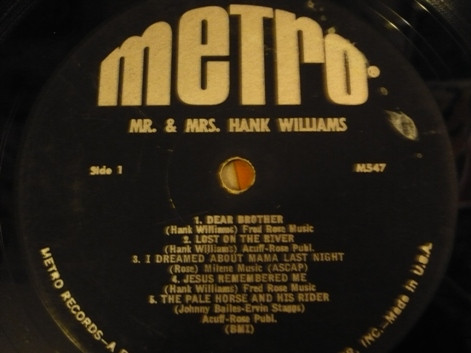 metro®
MR. & MRS. HANK WILLIAMS
Side 1
M547
1. DEAR BROTHER
(Hank Williams) Fred Rose Music
2. LOST ON THE RIVER
(Hank Williams) Acuff-Rose Publ.
3. I DREAMED ABOUT MAMA LAST NIGHT
(Rose) Milene Music (ASCAP)
4. JESUS REMEMBERED ME
(Hank Williams) Fred Rose Music
5. THE PALE HORSE AND HIS RIDER
(Johnny Bailes-Ervin Staggs)
Acuff-Rose Publ.
(BMI)
METRO RECORDS—A
INC.—Made in U.S.A.